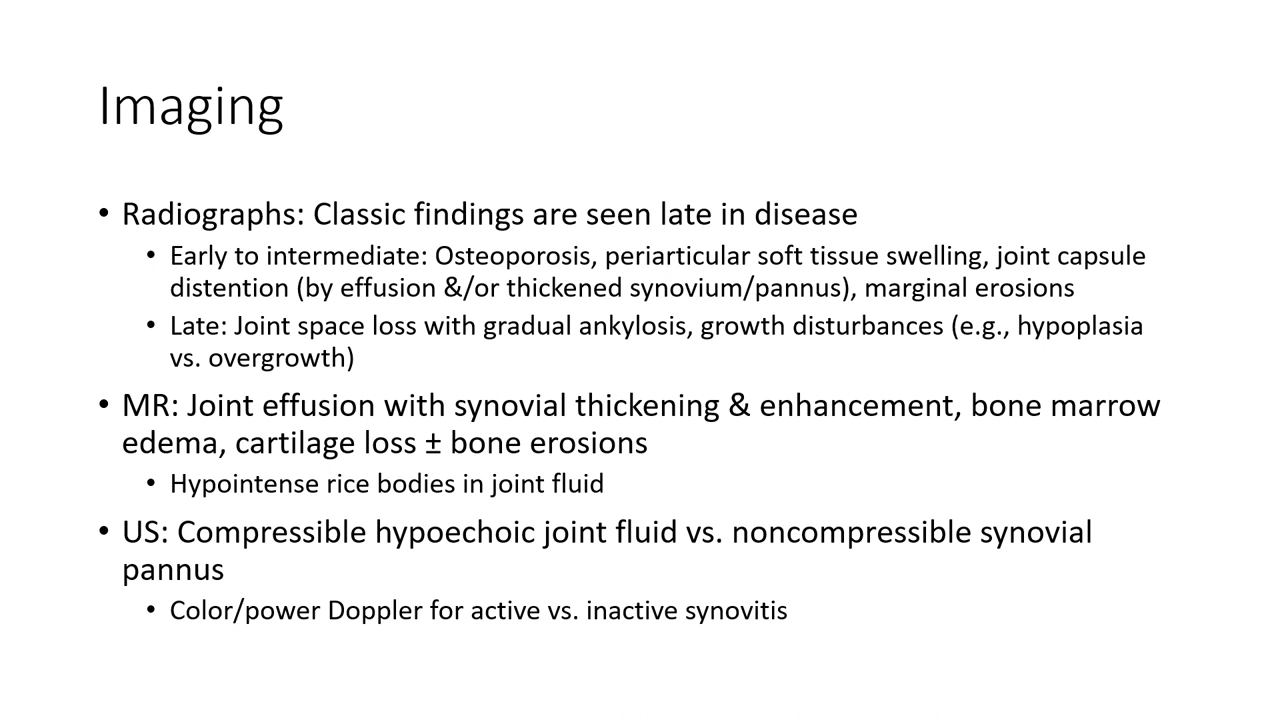 Imaging
• Radiographs: Classic findings are seen late in disease
• Early to intermediate: Osteoporosis, periarticular soft tissue swelling, joint capsule
distention (by effusion &/or thickened synovium/pannus), marginal erosions
• Late: Joint space loss with gradual ankylosis, growth disturbances (e.g., hypoplasia
vs. overgrowth)
• MR: Joint effusion with synovial thickening & enhancement, bone marrow
edema, cartilage loss ± bone erosions
• Hypointense rice bodies in joint fluid
• US: Compressible hypoechoic joint fluid vs. noncompressible synovial
pannus
• Color/power Doppler for active vs. inactive synovitis